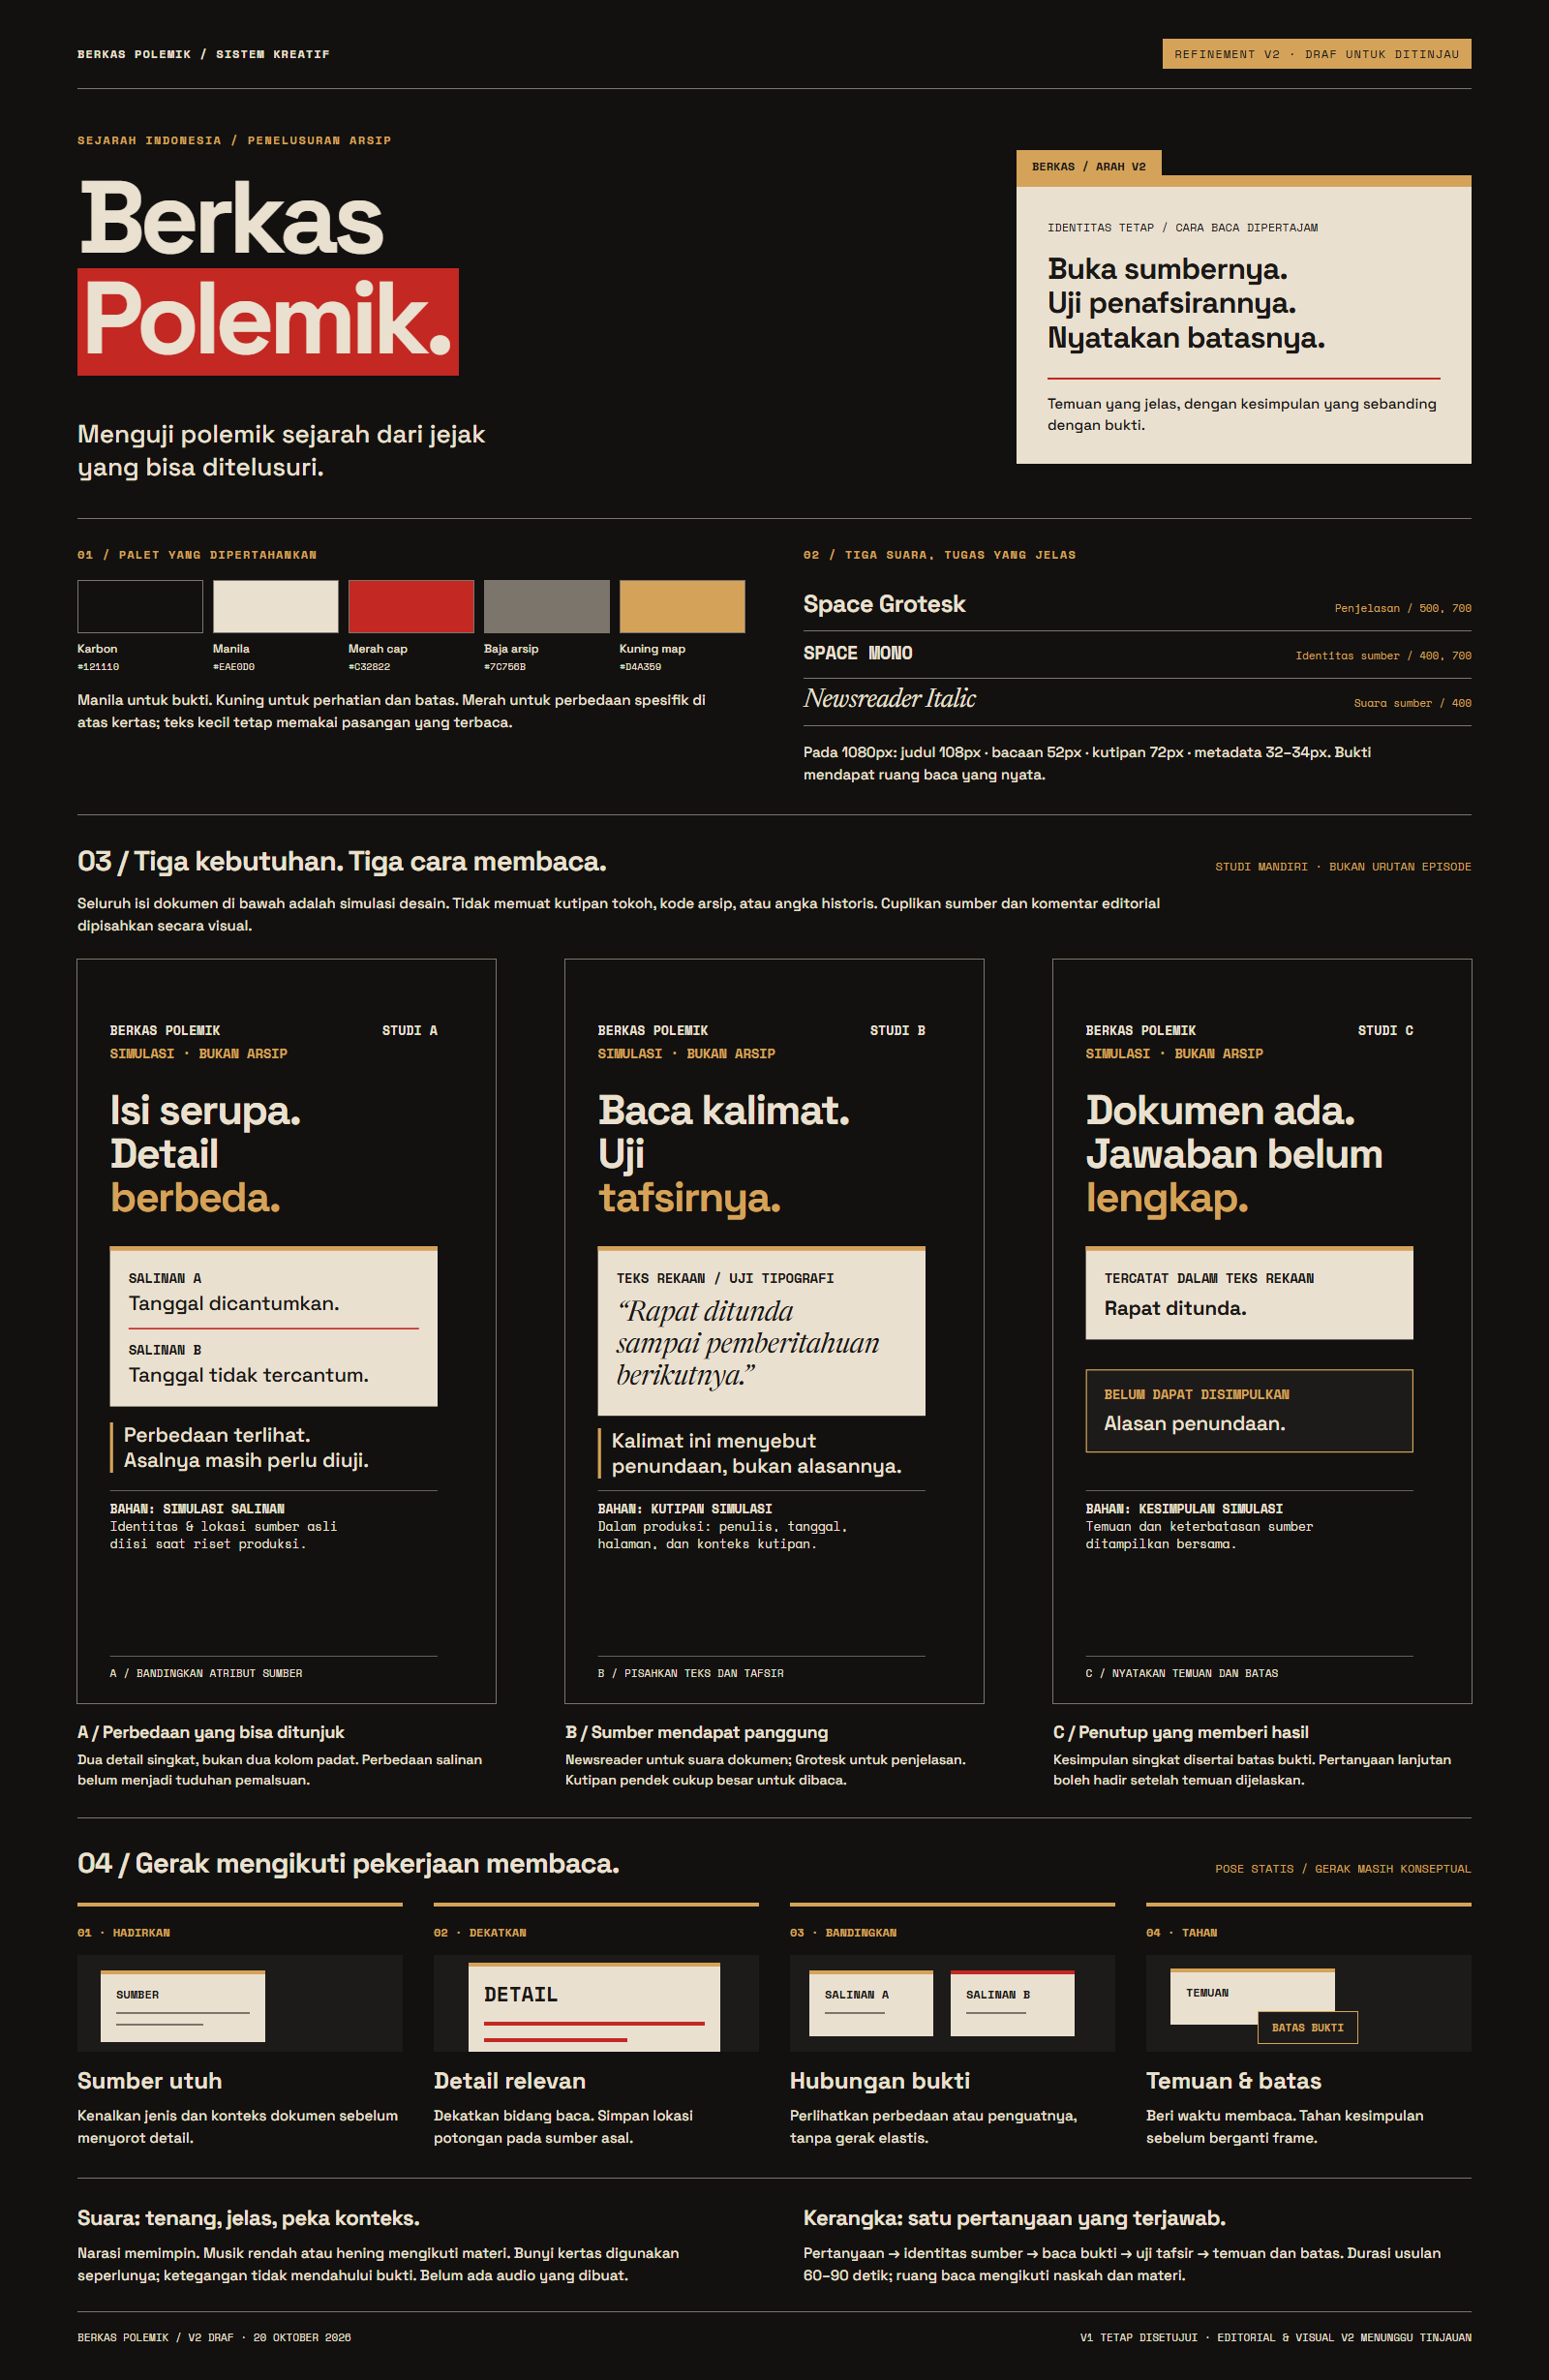 BERKAS POLEMIK / SISTEM KREATIF
REFINEMENT V2 · DRAF UNTUK DITINJAU
SEJARAH INDONESIA / PENELUSURAN ARSIP
Berkas
Polemik.
Menguji polemik sejarah dari jejak
yang bisa ditelusuri.
BERKAS / ARAH V2
IDENTITAS TETAP / CARA BACA DIPERTAJAM
Buka sumbernya.
Uji penafsirannya.
Nyatakan batasnya.
Temuan yang jelas, dengan kesimpulan yang sebanding
dengan bukti.
01 / PALET YANG DIPERTAHANKAN
Karbon
#121110
Manila
#EAE0D0
Merah cap
#C32822
Baja arsip
#7C756B
Kuning map
#D4A359
Manila untuk bukti. Kuning untuk perhatian dan batas. Merah untuk perbedaan spesifik di
atas kertas; teks kecil tetap memakai pasangan yang terbaca.
02 / TIGA SUARA, TUGAS YANG JELAS
Space Grotesk
Penjelasan / 500, 700
SPACE MONO
Identitas sumber / 400, 700
Newsreader Italic
Suara sumber / 400
Pada 1080px: judul 108px · bacaan 52px · kutipan 72px · metadata 32–34px. Bukti
mendapat ruang baca yang nyata.
03 / Tiga kebutuhan. Tiga cara membaca.
STUDI MANDIRI · BUKAN URUTAN EPISODE
Seluruh isi dokumen di bawah adalah simulasi desain. Tidak memuat kutipan tokoh, kode arsip, atau angka historis. Cuplikan sumber dan komentar editorial
dipisahkan secara visual.
BERKAS POLEMIK
STUDI A
SIMULASI · BUKAN ARSIP
Isi serupa.
Detail
berbeda.
SALINAN A
Tanggal dicantumkan.
SALINAN B
Tanggal tidak tercantum.
Perbedaan terlihat.
Asalnya masih perlu diuji.
BAHAN: SIMULASI SALINAN
Identitas & lokasi sumber asli
diisi saat riset produksi.
A / BANDINGKAN ATRIBUT SUMBER
BERKAS POLEMIK
STUDI B
SIMULASI · BUKAN ARSIP
Baca kalimat.
Uji
tafsirnya.
TEKS REKAAN / UJI TIPOGRAFI
“Rapat ditunda
sampai pemberitahuan
berikutnya.”
Kalimat ini menyebut
penundaan, bukan alasannya.
BAHAN: KUTIPAN SIMULASI
Dalam produksi: penulis, tanggal,
halaman, dan konteks kutipan.
B / PISAHKAN TEKS DAN TAFSIR
BERKAS POLEMIK
STUDI C
SIMULASI · BUKAN ARSIP
Dokumen ada.
Jawaban belum
lengkap.
TERCATAT DALAM TEKS REKAAN
Rapat ditunda.
BELUM DAPAT DISIMPULKAN
Alasan penundaan.
BAHAN: KESIMPULAN SIMULASI
Temuan dan keterbatasan sumber
ditampilkan bersama.
C / NYATAKAN TEMUAN DAN BATAS
A / Perbedaan yang bisa ditunjuk
Dua detail singkat, bukan dua kolom padat. Perbedaan salinan
belum menjadi tuduhan pemalsuan.
B / Sumber mendapat panggung
Newsreader untuk suara dokumen; Grotesk untuk penjelasan.
Kutipan pendek cukup besar untuk dibaca.
C / Penutup yang memberi hasil
Kesimpulan singkat disertai batas bukti. Pertanyaan lanjutan
boleh hadir setelah temuan dijelaskan.
04 / Gerak mengikuti pekerjaan membaca.
POSE STATIS / GERAK MASIH KONSEPTUAL
01 · HADIRKAN
SUMBER
Sumber utuh
Kenalkan jenis dan konteks dokumen sebelum
menyorot detail.
02 · DEKATKAN
DETAIL
Detail relevan
Dekatkan bidang baca. Simpan lokasi
potongan pada sumber asal.
03 · BANDINGKAN
SALINAN A
SALINAN B
Hubungan bukti
Perlihatkan perbedaan atau penguatnya,
tanpa gerak elastis.
04 · TAHAN
TEMUAN
BATAS BUKTI
Temuan & batas
Beri waktu membaca. Tahan kesimpulan
sebelum berganti frame.
Suara: tenang, jelas, peka konteks.
Narasi memimpin. Musik rendah atau hening mengikuti materi. Bunyi kertas digunakan
seperlunya; ketegangan tidak mendahului bukti. Belum ada audio yang dibuat.
Kerangka: satu pertanyaan yang terjawab.
Pertanyaan → identitas sumber → baca bukti → uji tafsir → temuan dan batas. Durasi usulan
60–90 detik; ruang baca mengikuti naskah dan materi.
BERKAS POLEMIK / V2 DRAF · 20 OKTOBER 2026
V1 TETAP DISETUJUI · EDITORIAL & VISUAL V2 MENUNGGU TINJAUAN